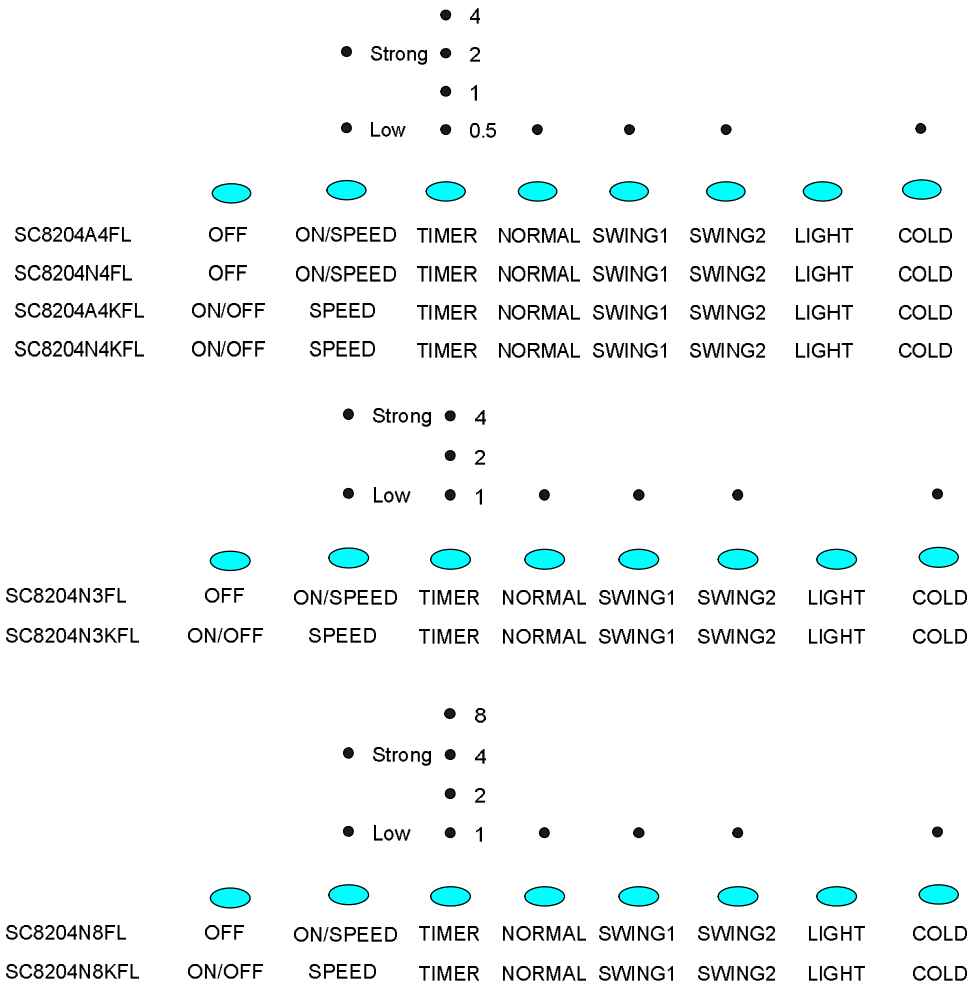 4
Strong 2
1
Low 0.5
SC8204A4FL OFF ON/SPEED TIMER NORMAL SWING1 SWING2 LIGHT COLD
SC8204N4FL OFF ON/SPEED TIMER NORMAL SWING1 SWING2 LIGHT COLD
SC8204A4KFL ON/OFF SPEED TIMER NORMAL SWING1 SWING2 LIGHT COLD
SC8204N4KFL ON/OFF SPEED TIMER NORMAL SWING1 SWING2 LIGHT COLD
Strong 4
2
Low 1
SC8204N3FL OFF ON/SPEED TIMER NORMAL SWING1 SWING2 LIGHT COLD
SC8204N3KFL ON/OFF SPEED TIMER NORMAL SWING1 SWING2 LIGHT COLD
8
Strong 4
2
Low 1
SC8204N8FL OFF ON/SPEED TIMER NORMAL SWING1 SWING2 LIGHT COLD
SC8204N8KFL ON/OFF SPEED TIMER NORMAL SWING1 SWING2 LIGHT COLD